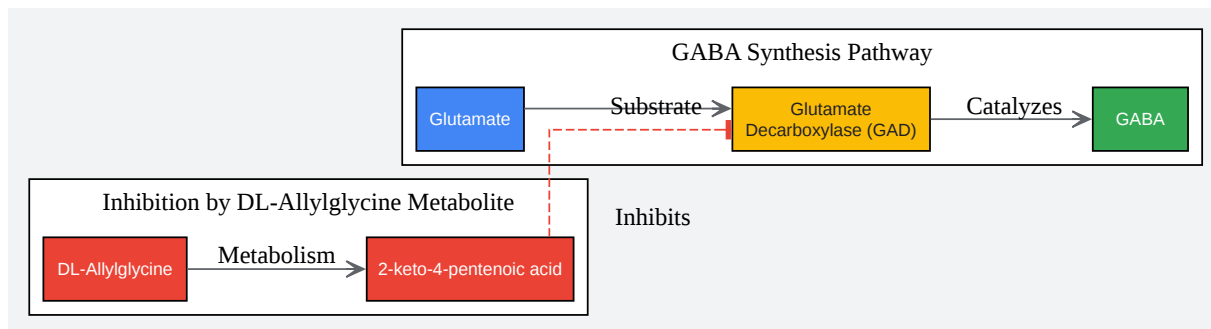 GABA Synthesis Pathway
Glutamate
Substrate
Glutamate
Decarboxylase (GAD)
Catalyzes
GABA
Inhibition by DL-Allylglycine Metabolite
Inhibits
DL-Allylglycine
Metabolism
2-keto-4-pentenoic acid